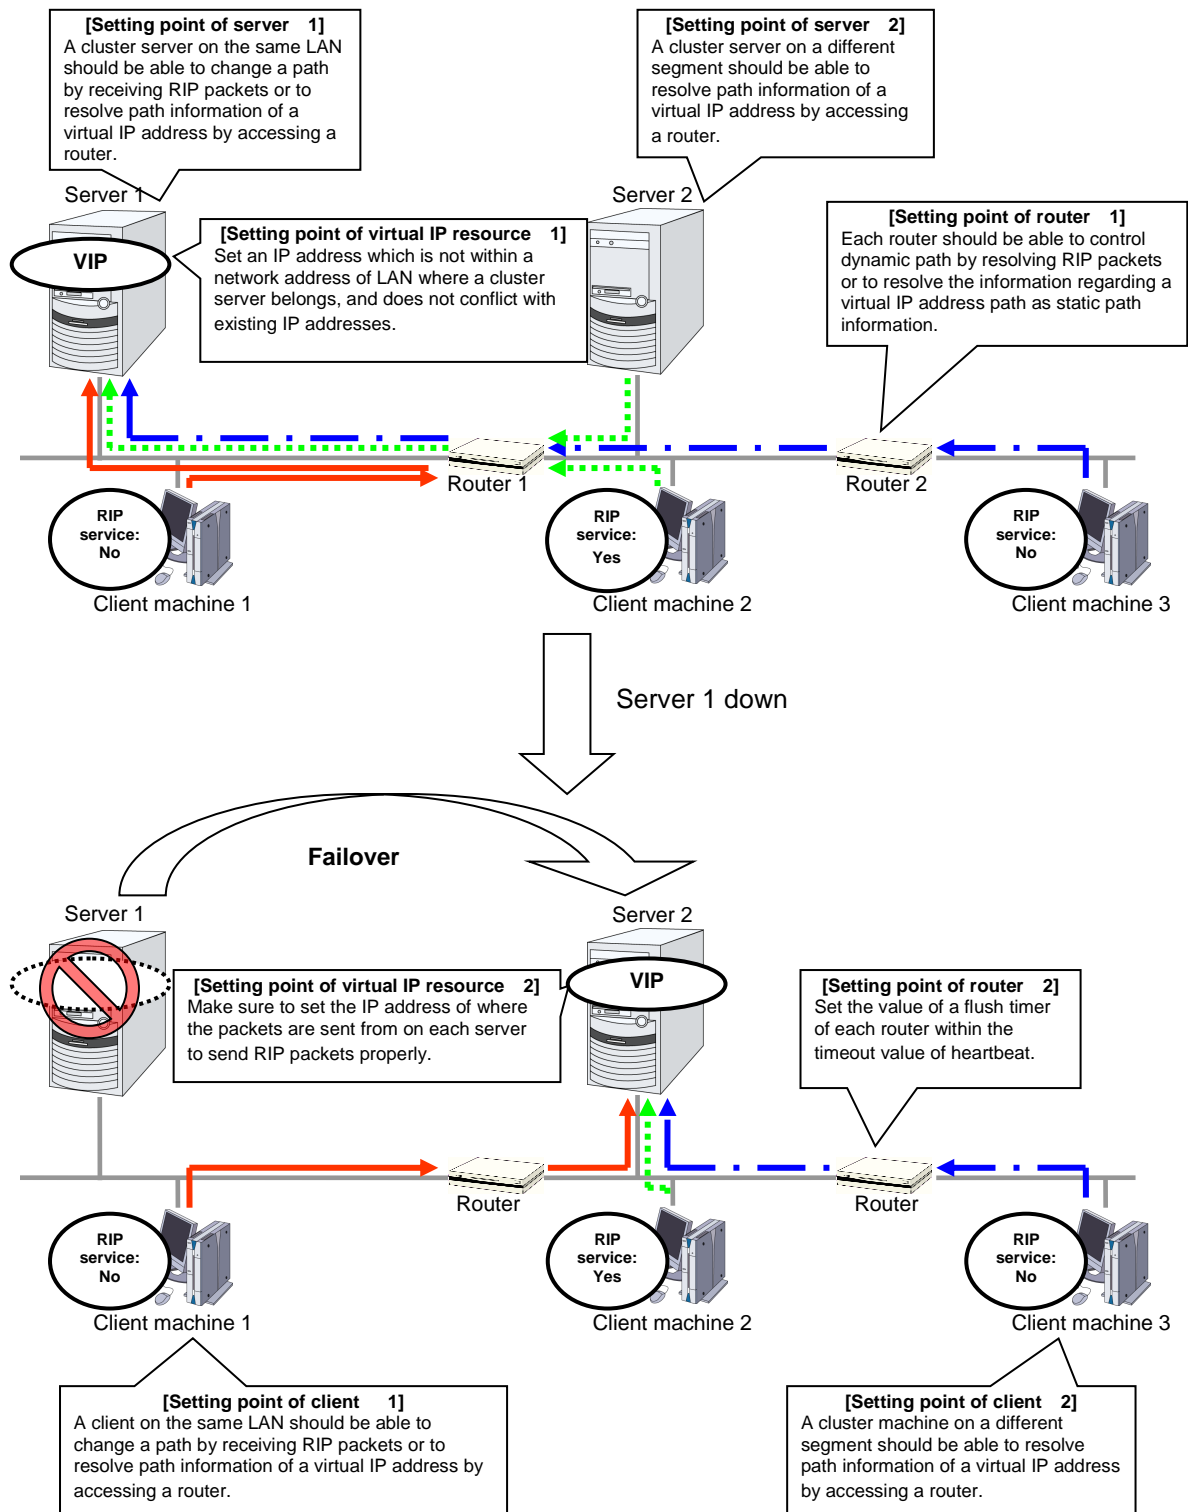 [Setting point of server 1]
A cluster server on the same LAN
should be able to change a path
by receiving RIP packets or to
resolve path information of a
virtual IP address by accessing a
router.
[Setting point of server 2]
A cluster server on a different
segment should be able to
resolve path information of a
virtual IP address by accessing
a router.
Server 1
Server 2
VIP
[Setting point of virtual IP resource 1]
Set an IP address which is not within a
network address of LAN where a cluster
server belongs, and does not conflict with
existing IP addresses.
[Setting point of router 1]
Each router should be able to control
dynamic path by resolving RIP packets
or to resolve the information regarding a
virtual IP address path as static path
information.
Router 1
Router 2
RIP
service:
No
RIP
service:
Yes
RIP
service:
No
Client machine 1
Client machine 2
Client machine 3
Server 1 down
Failover
Server 1
Server 2
VIP
[Setting point of virtual IP resource 2]
Make sure to set the IP address of where
the packets are sent from on each server
to send RIP packets properly.
[Setting point of router 2]
Set the value of a flush timer
of each router within the
timeout value of heartbeat.
Router
Router
RIP
service:
No
RIP
service:
Yes
RIP
service:
No
Client machine 1
Client machine 2
Client machine 3
[Setting point of client 1]
A client on the same LAN should be able to
change a path by receiving RIP packets or to
resolve path information of a virtual IP address by
accessing a router.
[Setting point of client 2]
A cluster machine on a different
segment should be able to resolve
path information of a virtual IP address
by accessing a router.